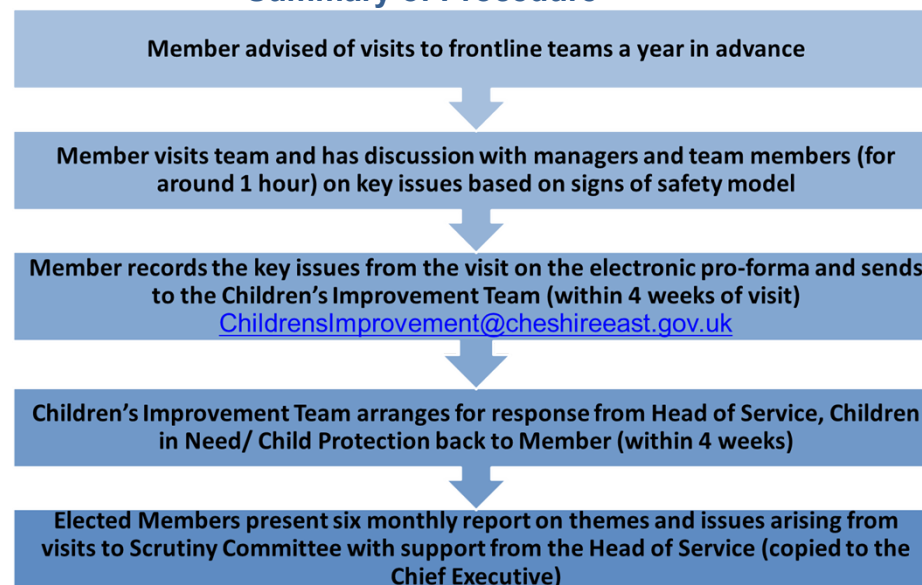 Summary of Procedure
Member advised of visits to frontline teams a year in advance
Member visits team and has discussion with managers and team members (for
around 1 hour) on key issues based on signs of safety model
Member records the key issues from the visit on the electronic pro-forma and sends
to the Children’s Improvement Team (within 4 weeks of visit)
ChildrensImprovement@cheshireeast.gov.uk
Children’s Improvement Team arranges for response from Head of Service, Children
in Need/ Child Protection back to Member (within 4 weeks)
Elected Members present six monthly report on themes and issues arising from
visits to Scrutiny Committee with support from the Head of Service (copied to the
Chief Executive)